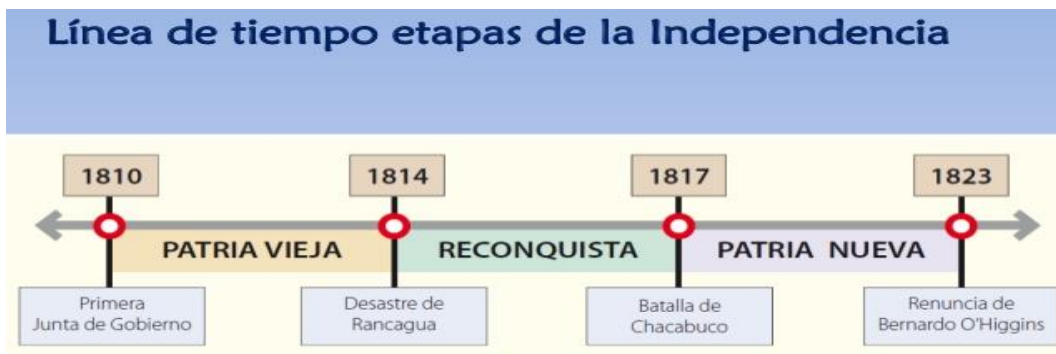 Línea de tiempo etapas de la Independencia
1810
1814
1817
1823
PATRIA VIEJA
RECONQUISTA
PATRIA NUEVA
Primera
Junta de Gobierno
Desastre de
Rancagua
Batalla de
Chacabuco
Renuncia de
Bernardo O'Higgins